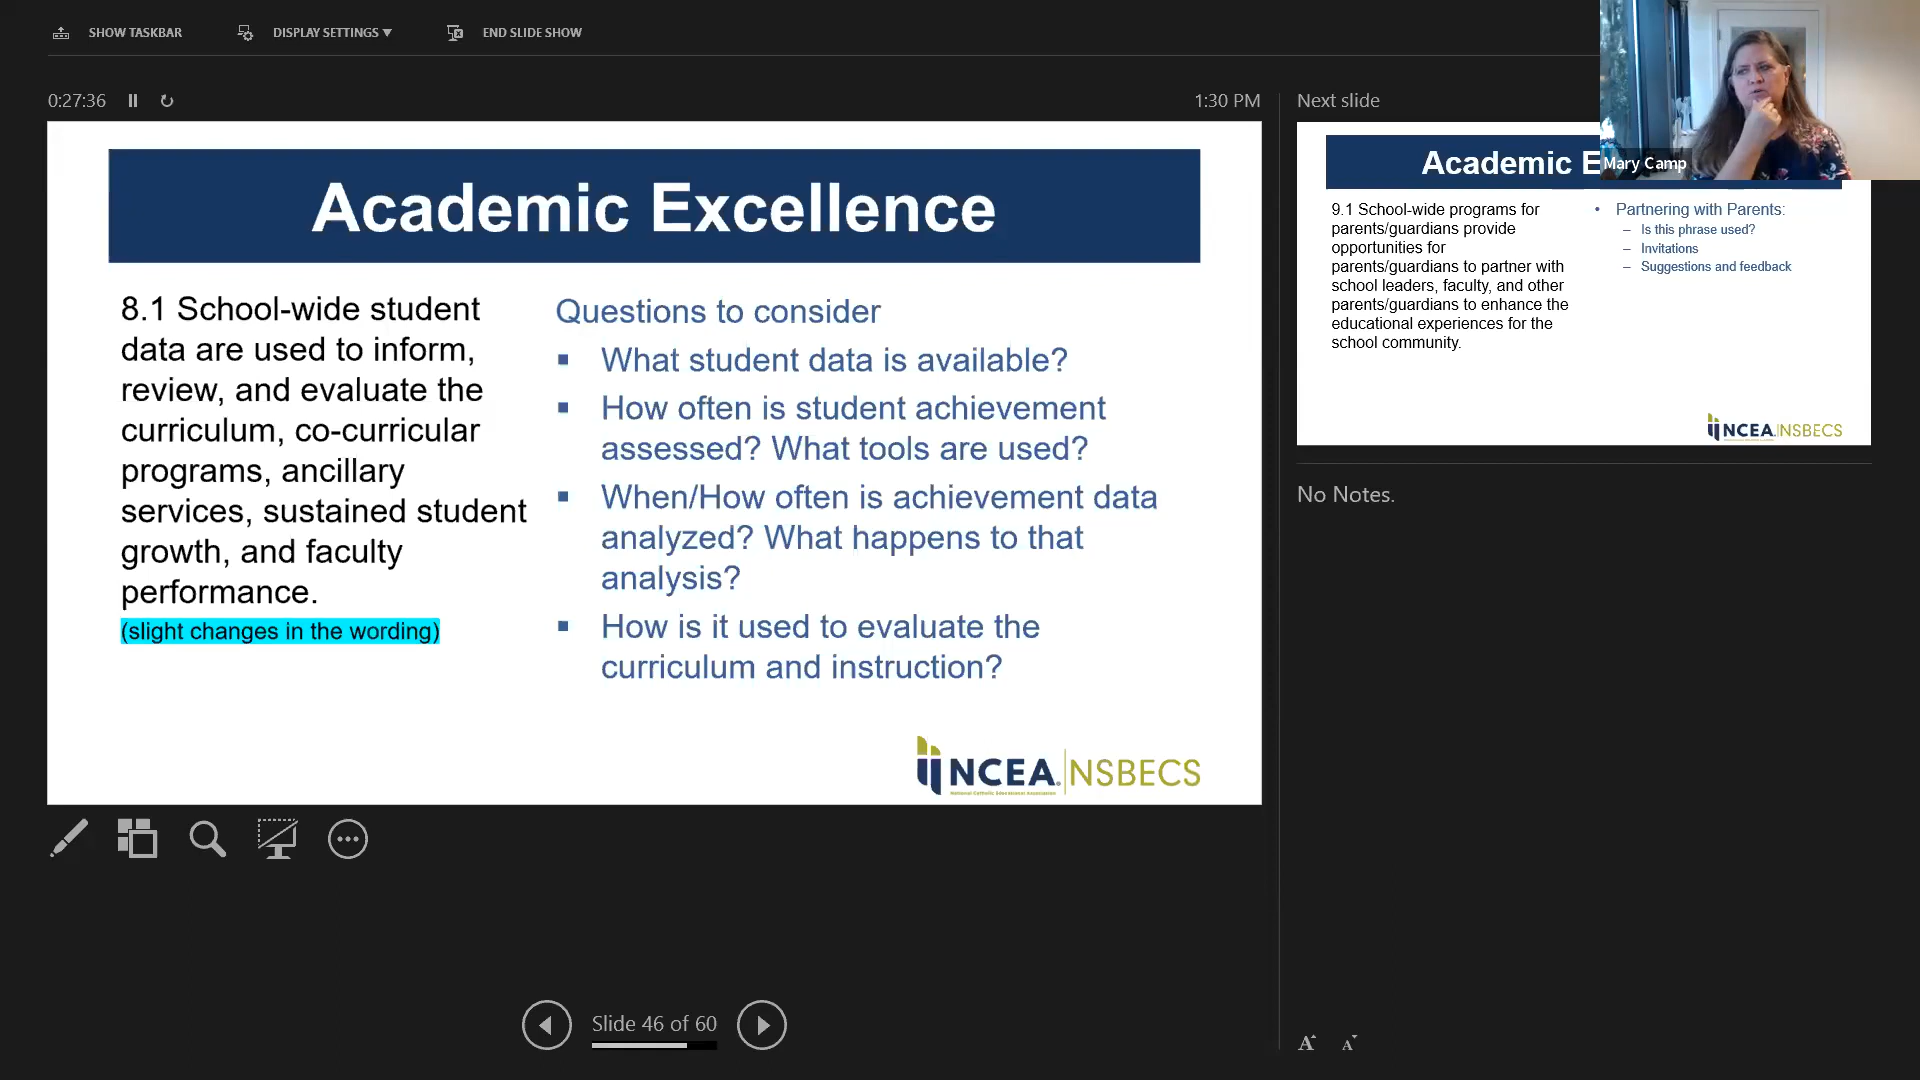 SHOW TASKBAR
DISPLAY SETTINGS ▾
END SLIDE SHOW
0:27:36
1:30 PM
Academic Excellence
8.1 School-wide student
data are used to inform,
review, and evaluate the
curriculum, co-curricular
programs, ancillary
services, sustained student
growth, and faculty
performance.
(slight changes in the wording)
Questions to consider
▪ What student data is available?
▪ How often is student achievement
assessed? What tools are used?
▪ When/How often is achievement data
analyzed? What happens to that
analysis?
▪ How is it used to evaluate the
curriculum and instruction?
NCEA NSBECS
National Catholic Educational Association
Slide 46 of 60
Next slide
Mary Camp
Academic E
9.1 School-wide programs for
parents/guardians provide
opportunities for
parents/guardians to partner with
school leaders, faculty, and other
parents/guardians to enhance the
educational experiences for the
school community.
• Partnering with Parents:
– Is this phrase used?
– Invitations
– Suggestions and feedback
NCEA NSBECS
No Notes.
A A